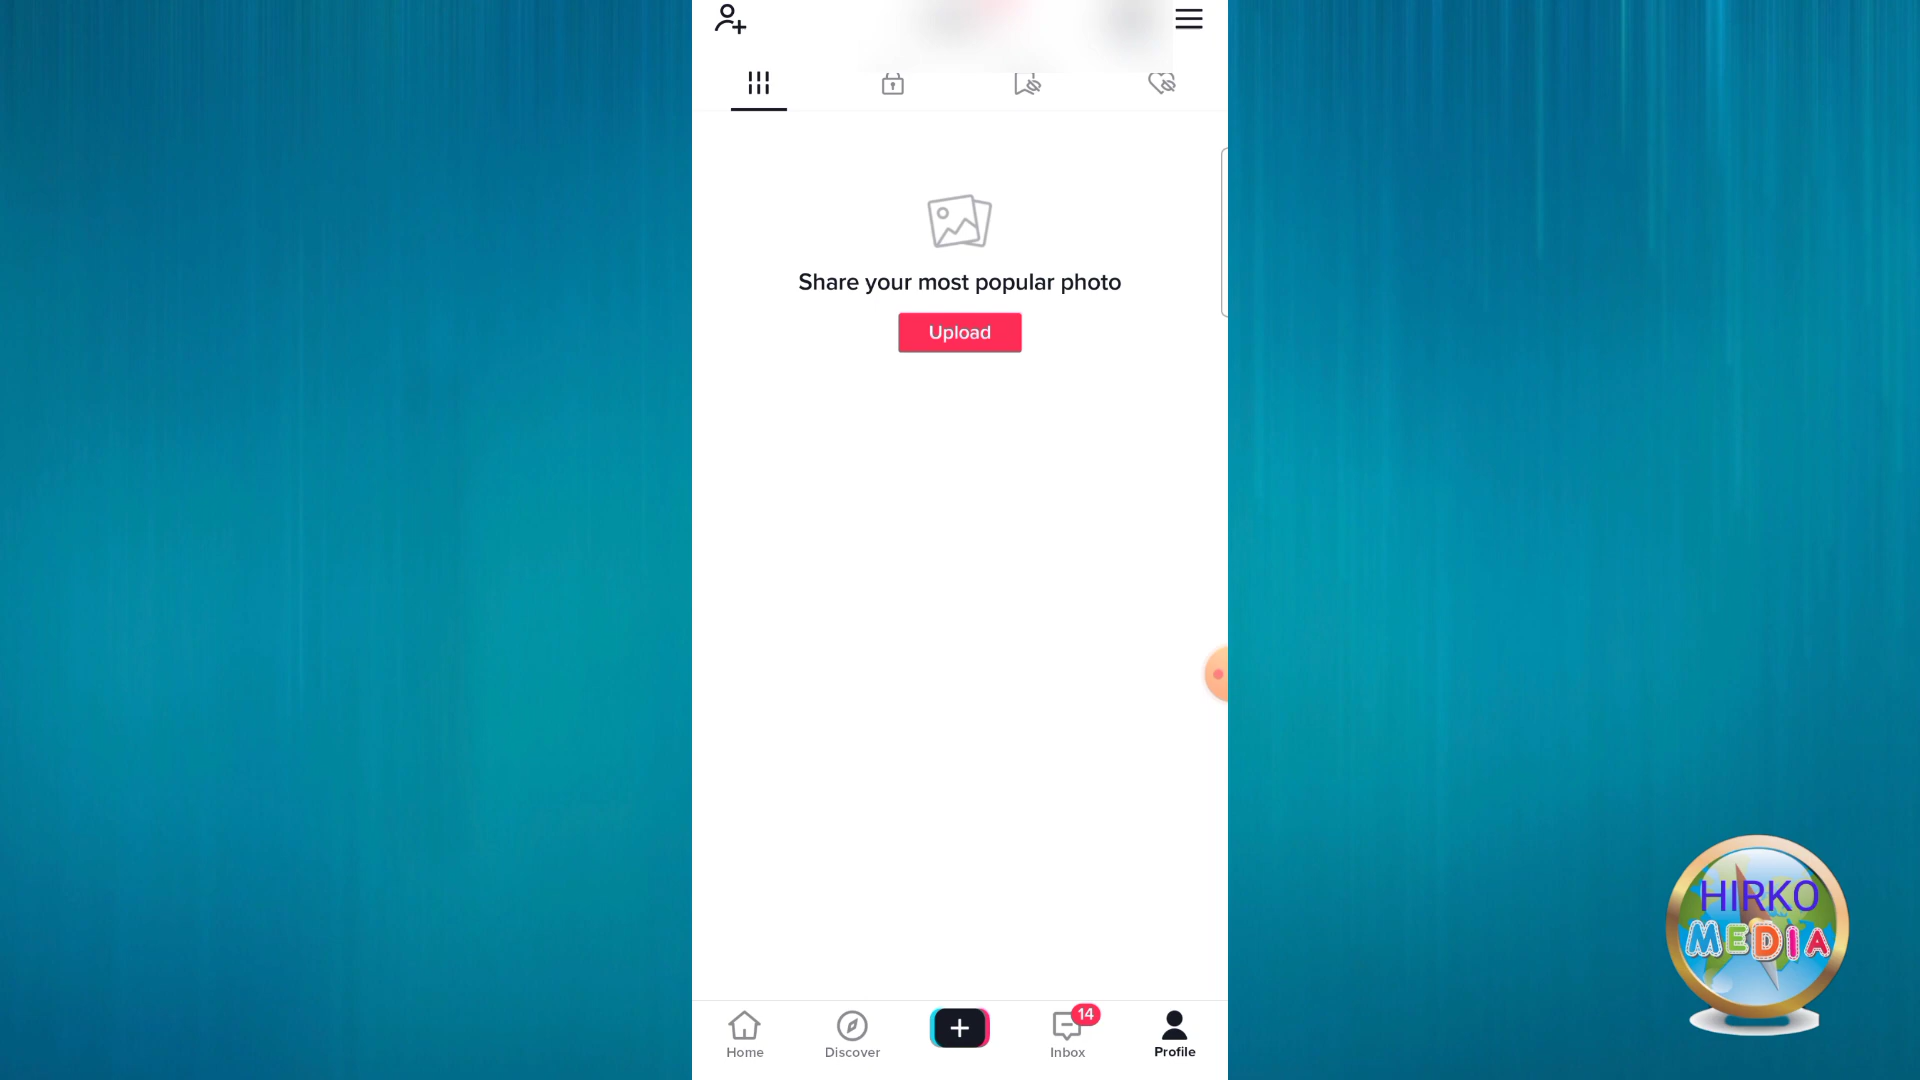 Share your most popular photo
Upload
14
Home
Discover
Inbox
Profile
HIRKO
MEDIA